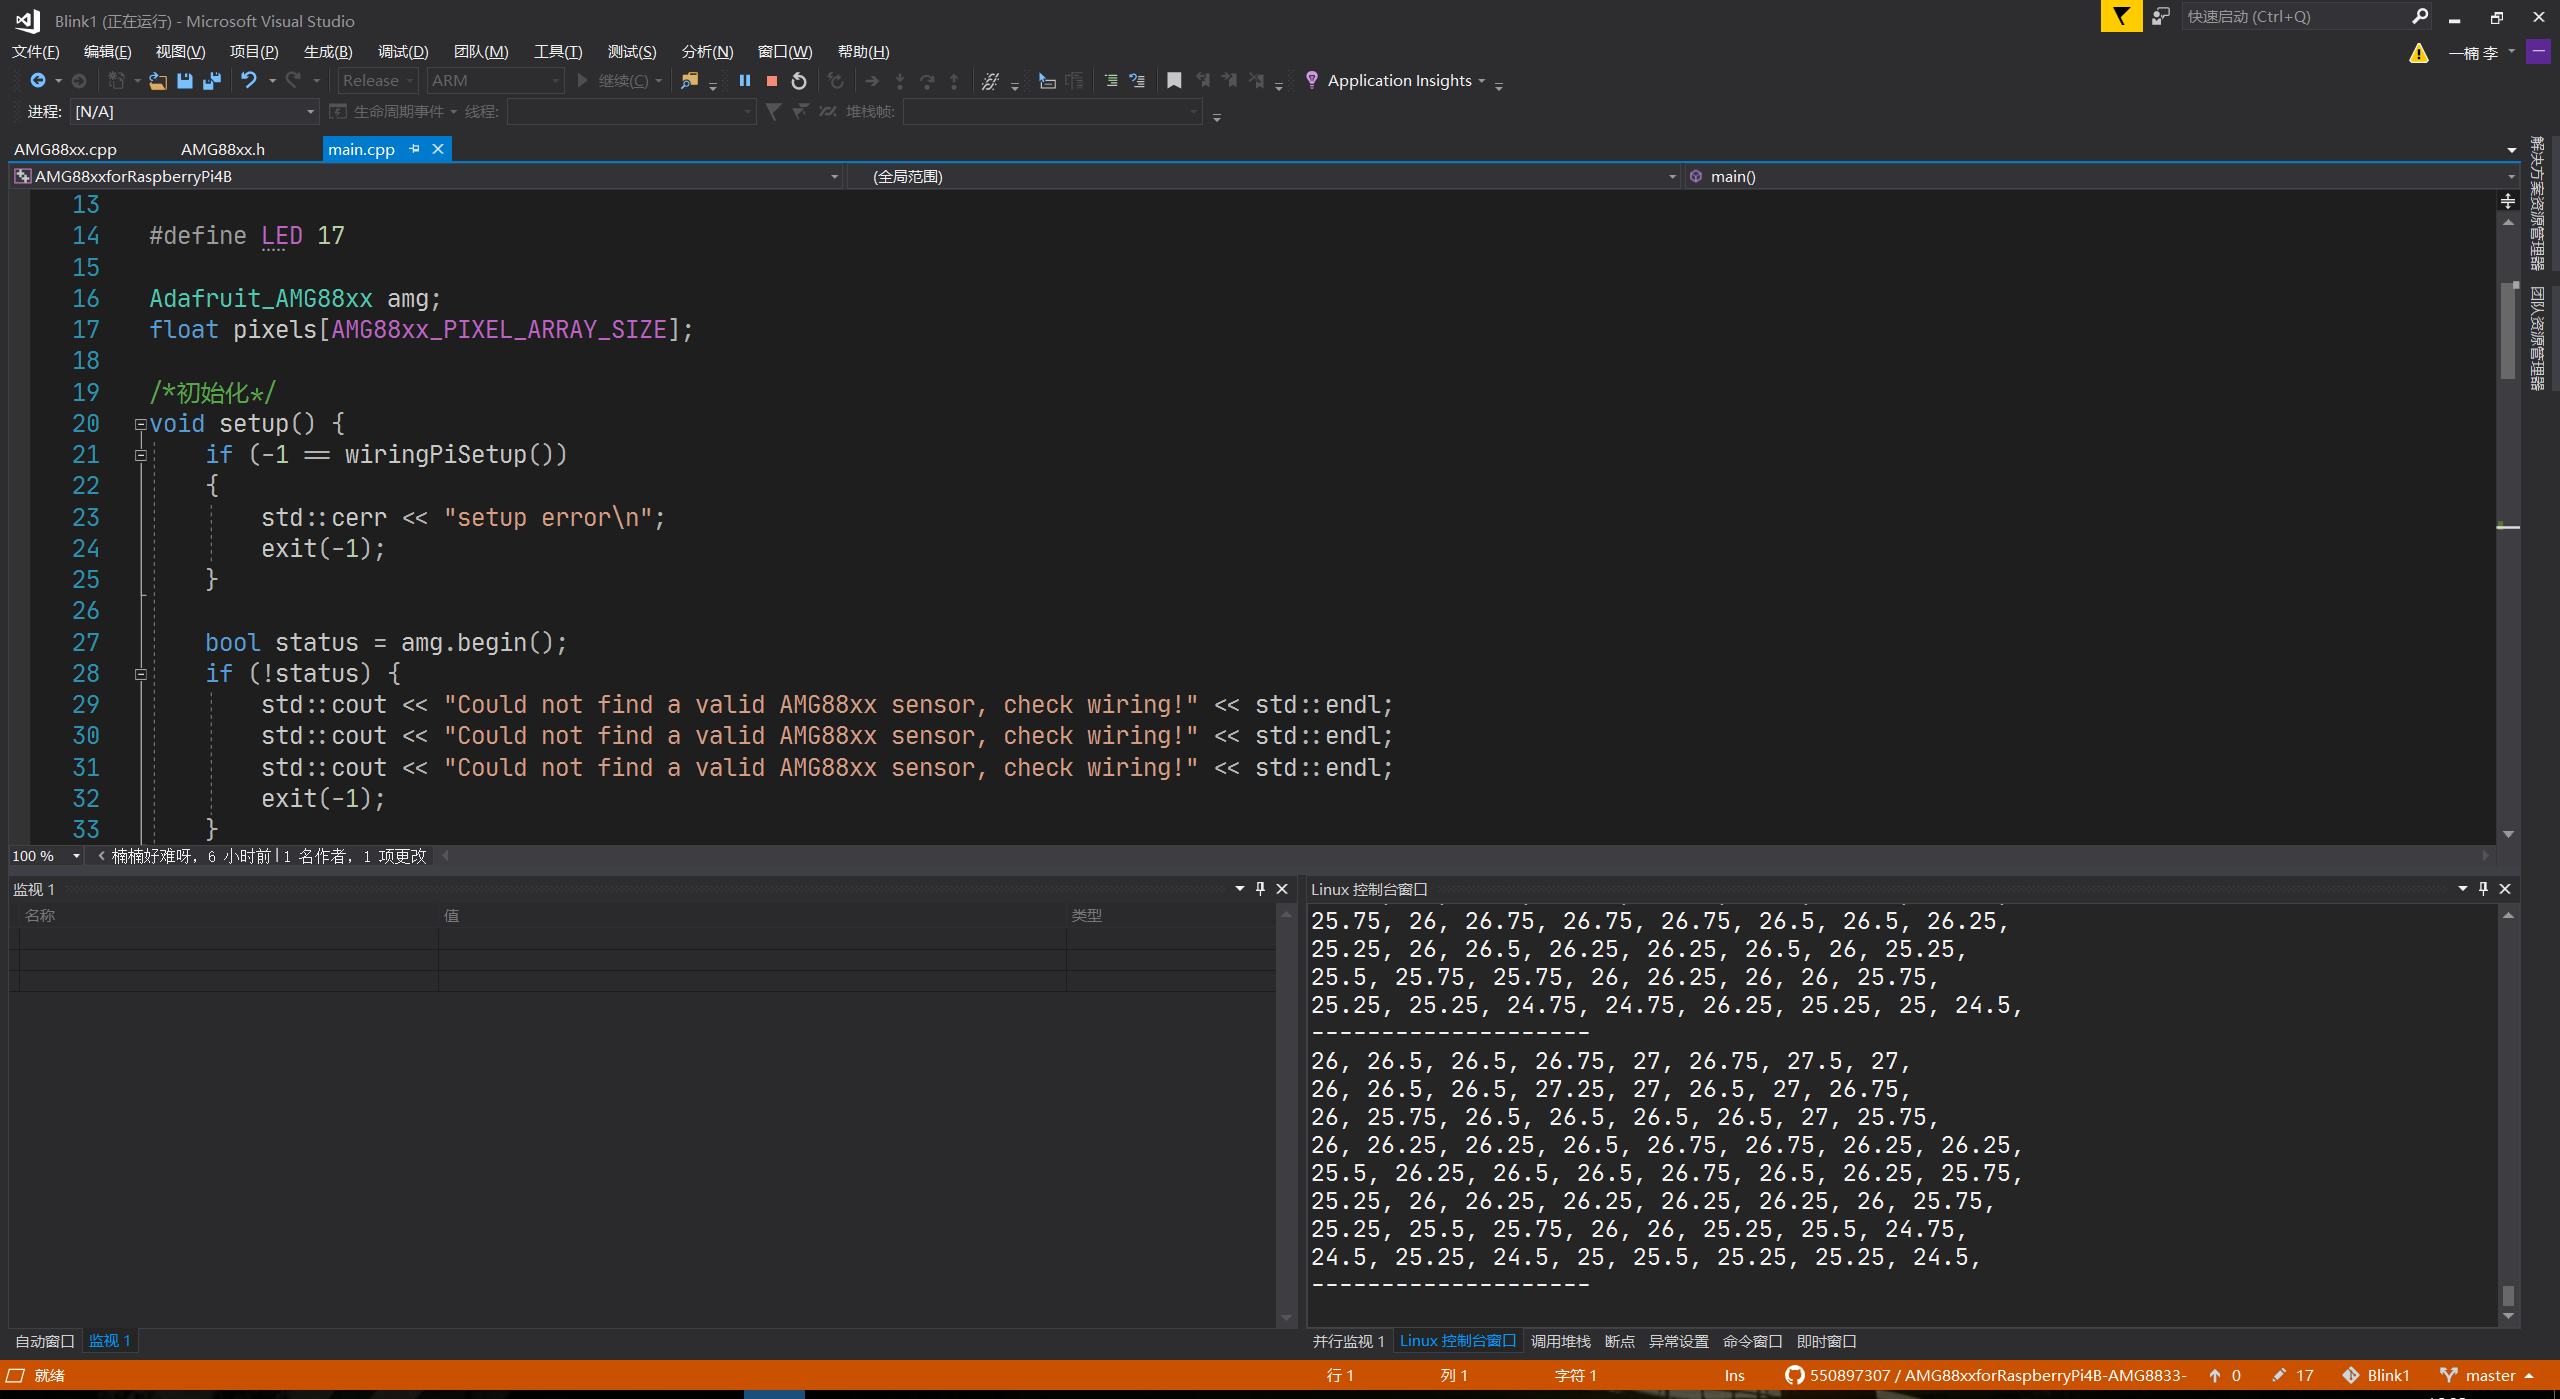 Blink1 (正在运行) - Microsoft Visual Studio
快速启动 (Ctrl+Q)
文件(F) 编辑(E) 视图(V) 项目(P) 生成(B) 调试(D) 团队(M) 工具(T) 测试(S) 分析(N) 窗口(W) 帮助(H)
一楠 李
Release ARM 继续(C) Application Insights
进程: [N/A] 生命周期事件 线程: 堆栈帧:
AMG88xx.cpp AMG88xx.h main.cpp
AMG88xxforRaspberryPi4B (全局范围) main()
解决方案资源管理器
团队资源管理器
13
14 #define LED 17
15
16 Adafruit_AMG88xx amg;
17 float pixels[AMG88xx_PIXEL_ARRAY_SIZE];
18
19 /*初始化*/
20 void setup() {
21 if (-1 == wiringPiSetup())
22 {
23 std::cerr << "setup error\n";
24 exit(-1);
25 }
26
27 bool status = amg.begin();
28 if (!status) {
29 std::cout << "Could not find a valid AMG88xx sensor, check wiring!" << std::endl;
30 std::cout << "Could not find a valid AMG88xx sensor, check wiring!" << std::endl;
31 std::cout << "Could not find a valid AMG88xx sensor, check wiring!" << std::endl;
32 exit(-1);
33 }
100 % 楠楠好难呀，6 小时前|1 名作者，1 项更改
监视 1
名称 值 类型
自动窗口 监视 1
Linux 控制台窗口
25.75, 26, 26.75, 26.75, 26.75, 26.5, 26.5, 26.25,
25.25, 26, 26.5, 26.25, 26.25, 26.5, 26, 25.25,
25.5, 25.75, 25.75, 26, 26.25, 26, 26, 25.75,
25.25, 25.25, 24.75, 24.75, 26.25, 25.25, 25, 24.5,
--------------------
26, 26.5, 26.5, 26.75, 27, 26.75, 27.5, 27,
26, 26.5, 26.5, 27.25, 27, 26.5, 27, 26.75,
26, 25.75, 26.5, 26.5, 26.5, 26.5, 27, 25.75,
26, 26.25, 26.25, 26.5, 26.75, 26.75, 26.25, 26.25,
25.5, 26.25, 26.5, 26.5, 26.75, 26.5, 26.25, 25.75,
25.25, 26, 26.25, 26.25, 26.25, 26.25, 26, 25.75,
25.25, 25.5, 25.75, 26, 26, 25.25, 25.5, 24.75,
24.5, 25.25, 24.5, 25, 25.5, 25.25, 25.25, 24.5,
--------------------
并行监视 1 Linux 控制台窗口 调用堆栈 断点 异常设置 命令窗口 即时窗口
就绪 行 1 列 1 字符 1 Ins 550897307 / AMG88xxforRaspberryPi4B-AMG8833- 0 17 Blink1 master